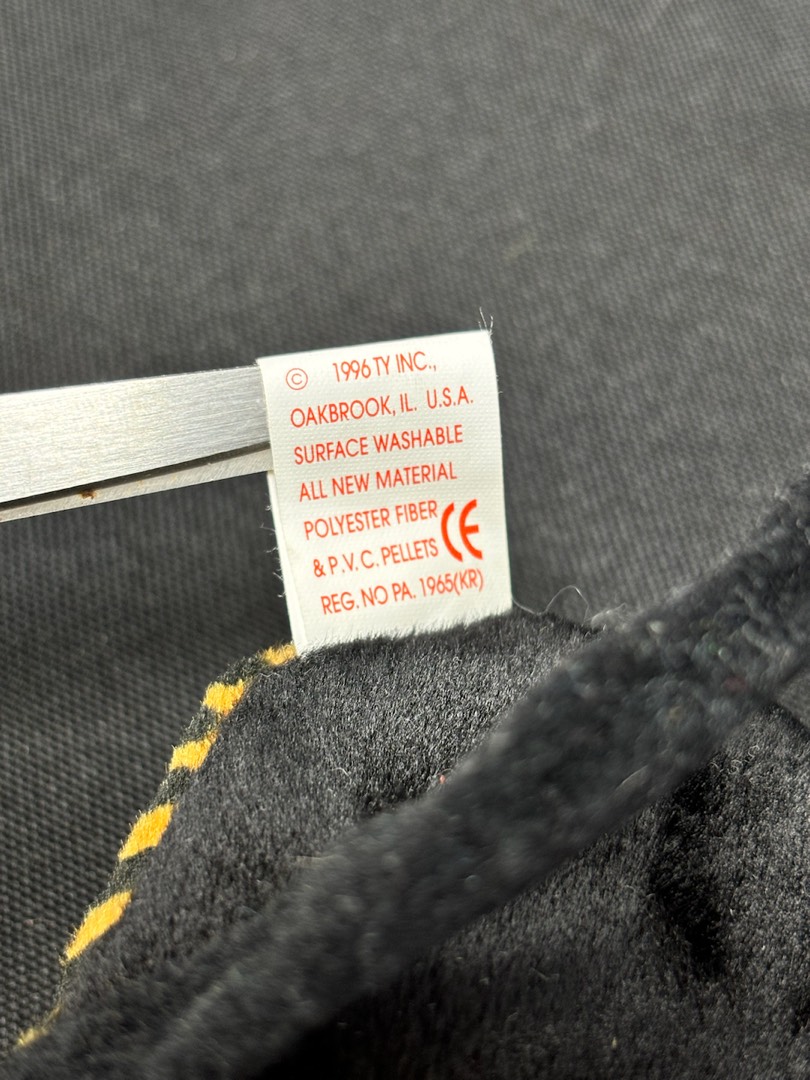 © 1996 TY INC.,
OAKBROOK, IL. U.S.A.
SURFACE WASHABLE
ALL NEW MATERIAL
POLYESTER FIBER
& P.V.C. PELLETS CE
REG. NO PA. 1965(KR)